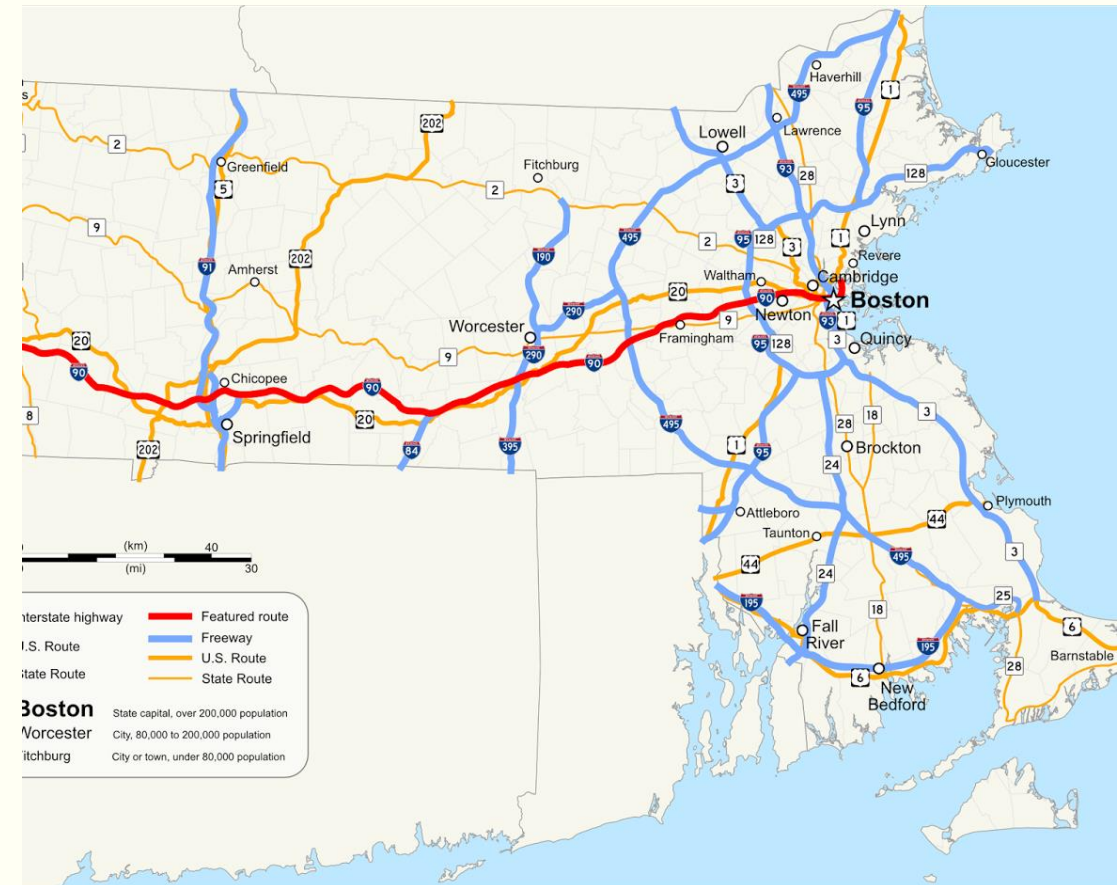 Haverhill
495
1
95
202
s
Lawrence
2
Lowell
28
Gloucester
Greenfield
Fitchburg
93
128
5
3
2
9
Lynn
495
95
128
2
3
1
202
190
Revere
91
Amherst
Waltham
Cambridge
20
90
Newton
Boston
290
93
1
Worcester
9
Framingham
9
3
Quincy
20
290
95
128
9
90
90
Chicopee
90
8
20
495
28
18
3
Springfield
202
84
395
1
95
Brockton
24
Plymouth
Attleboro
44
Taunton
(km)
40
(mi)
30
495
3
44
24
25
195
18
6
nterstate highway
Featured route
Freeway
.S. Route
U.S. Route
tate Route
State Route
Fall
River
195
28
Barnstable
6
New
Bedford
Boston
State capital, over 200,000 population
Worcester
City, 80,000 to 200,000 population
itchburg
City or town, under 80,000 population